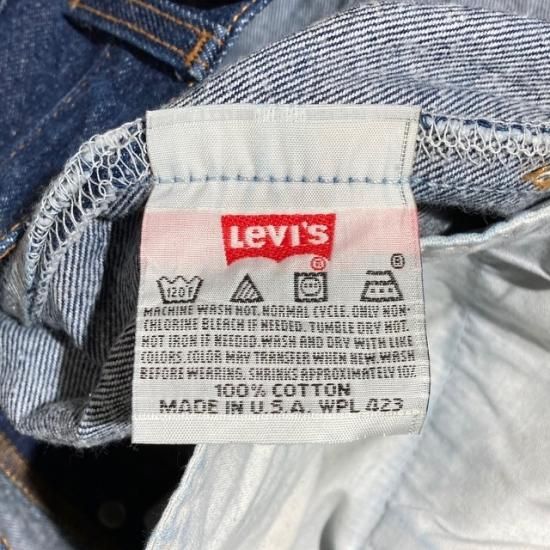 Levi's
®
®
120F
MACHINE WASH HOT. NORMAL CYCLE. ONLY NON-
CHLORINE BLEACH IF NEEDED. TUMBLE DRY HOT.
HOT IRON IF NEEDED. WASH AND DRY WITH LIKE
COLORS. COLOR MAY TRANSFER WHEN NEW. WASH
BEFORE WEARING. SHRINKS APPROXIMATELY 10%
100% COTTON
MADE IN U.S.A. WPL 423